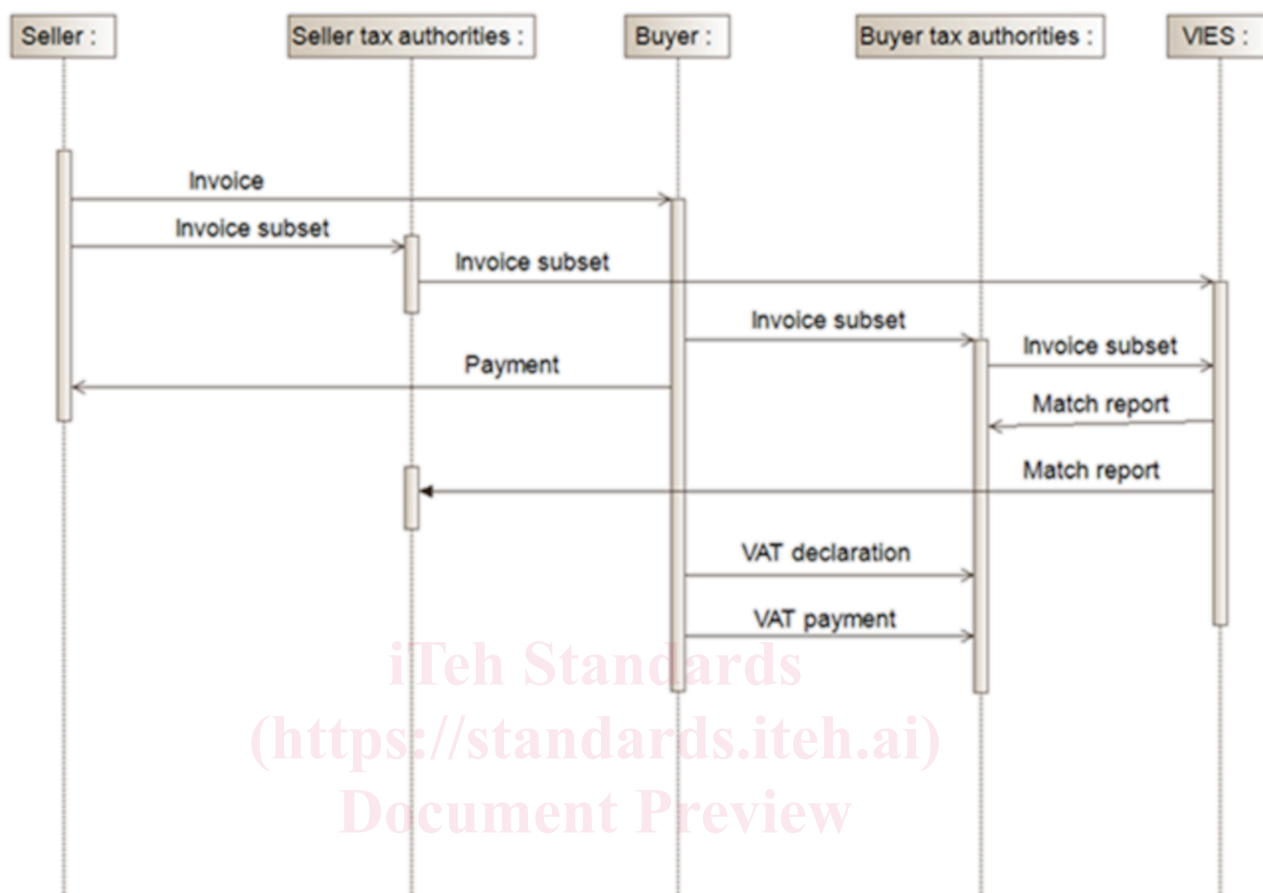 Seller :
Seller tax authorities :
Buyer :
Buyer tax authorities :
VIES :
Invoice
Invoice subset
Invoice subset
Invoice subset
Invoice subset
Payment
Match report
Match report
VAT declaration
VAT payment
iTeh Standards
(https://standards.iteh.ai)
Document Preview